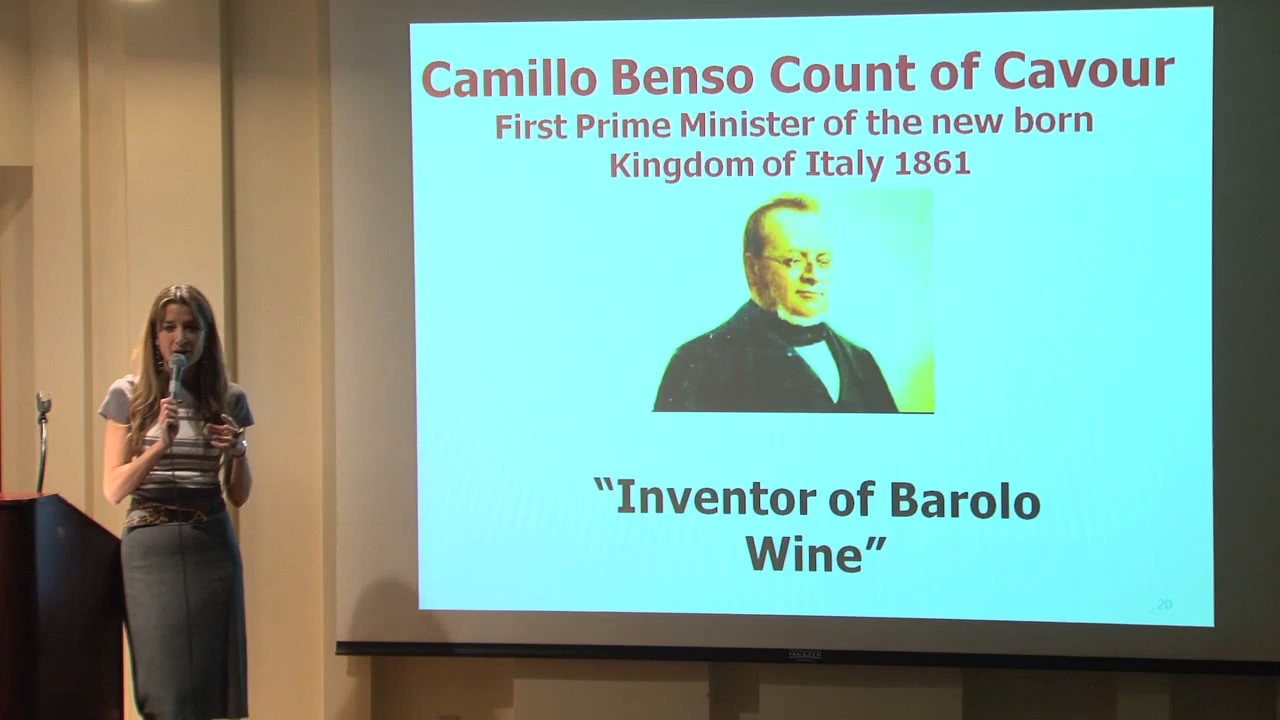 Camillo Benso Count of Cavour
First Prime Minister of the new born
Kingdom of Italy 1861
“Inventor of Barolo
Wine”
20